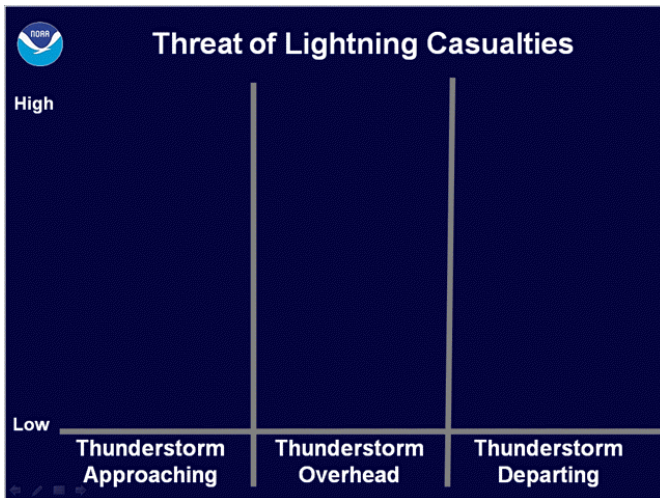 NOAA
Threat of Lightning Casualties
High
Low
Thunderstorm
Approaching
Thunderstorm
Overhead
Thunderstorm
Departing